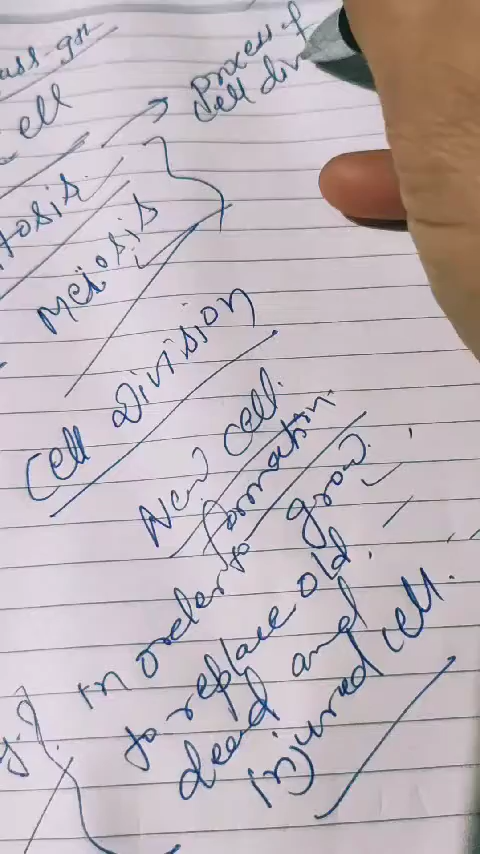 cell
Process of
cell div
Meiosis
Cell Division
New Cell.
formation.
In order to grow.
to replace old.
dead and
injured cell.